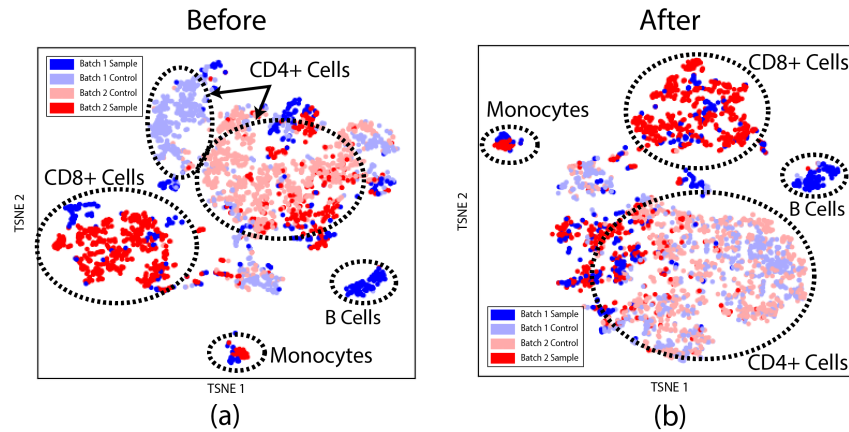 Before
Batch 1 Sample
Batch 1 Control
Batch 2 Control
Batch 2 Sample
CD4+ Cells
CD8+ Cells
B Cells
Monocytes
TSNE 2
TSNE 1
(a)
After
CD8+ Cells
Monocytes
B Cells
TSNE 2
Batch 1 Sample
Batch 1 Control
Batch 2 Control
Batch 2 Sample
CD4+ Cells
TSNE 1
(b)